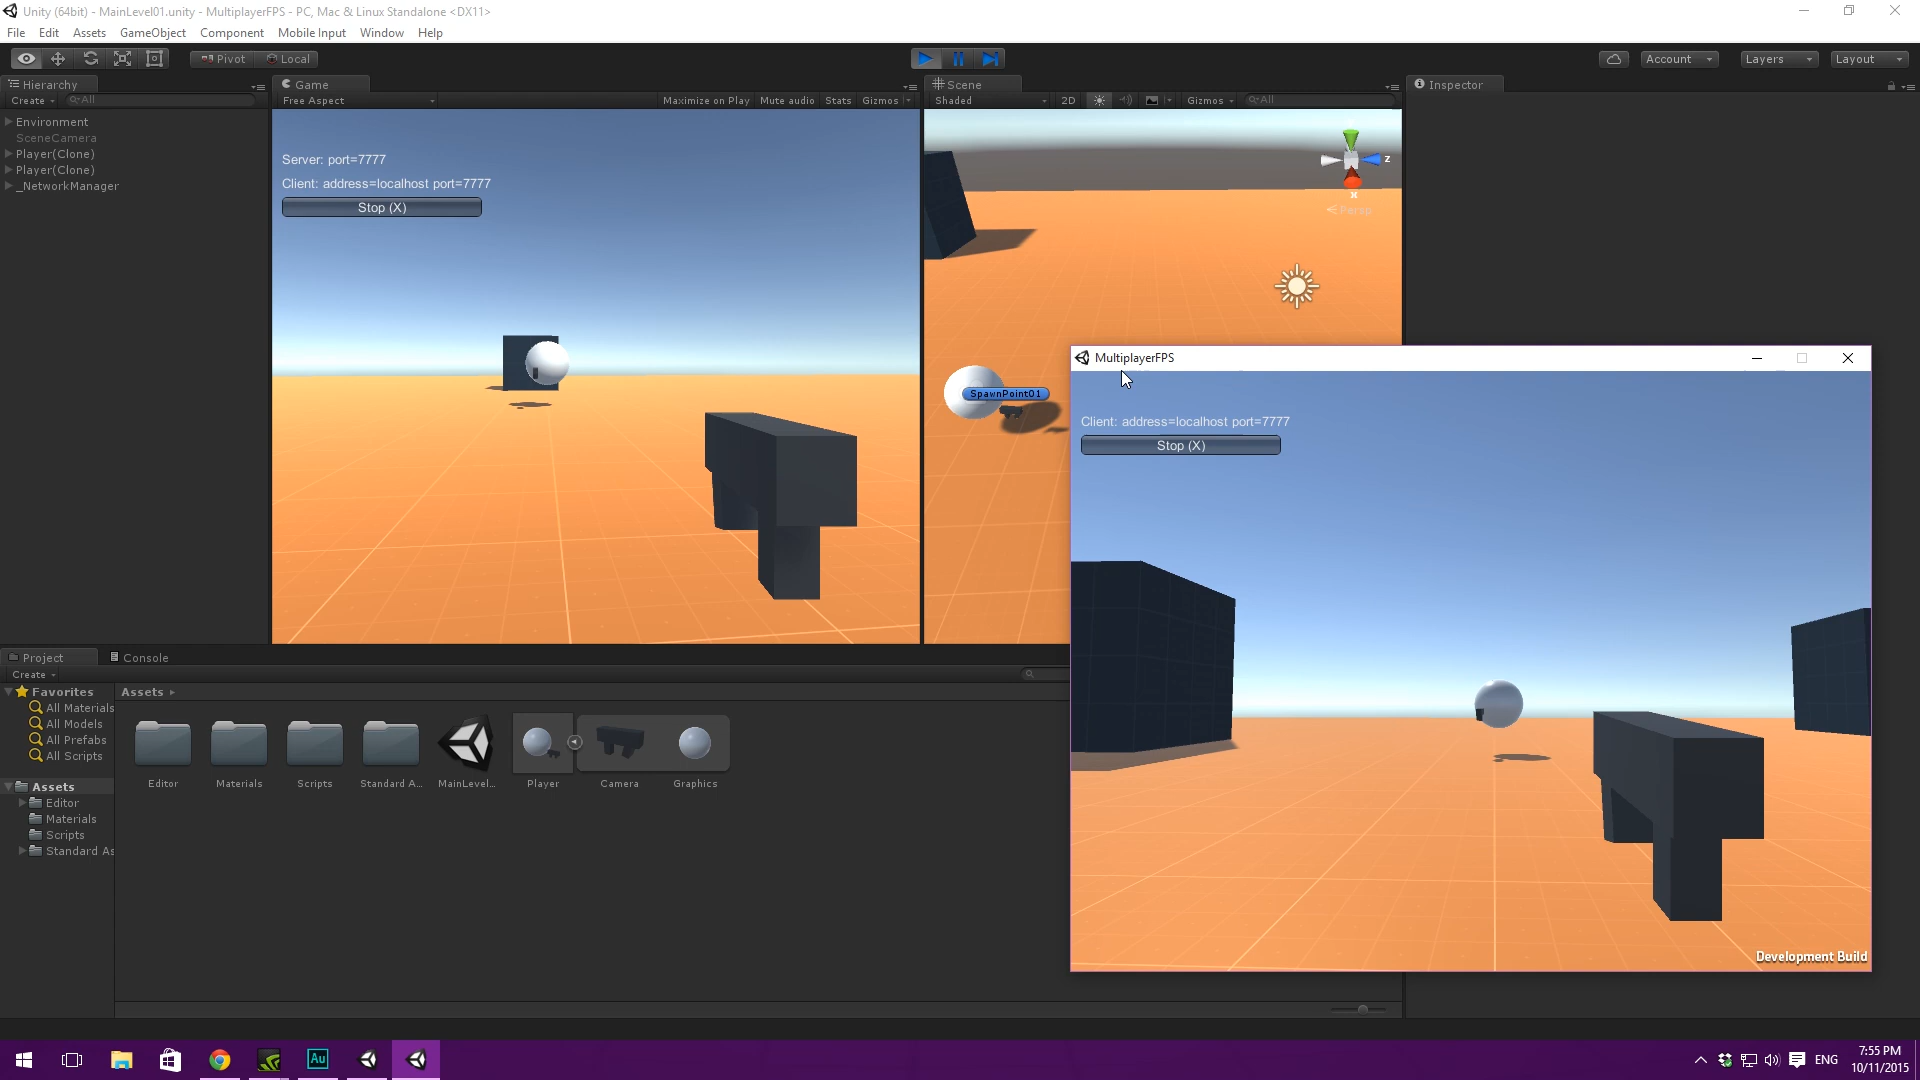 Unity (64bit) - MainLevel01.unity - MultiplayerFPS - PC, Mac & Linux Standalone <DX11>
File Edit Assets GameObject Component Mobile Input Window Help
Pivot Local Account Layers Layout
Hierarchy Game Scene Inspector
Create All Free Aspect Maximize on Play Mute audio Stats Gizmos Shaded 2D Gizmos All
Environment
SceneCamera
Player(Clone)
Player(Clone)
_NetworkManager
Server: port=7777
Client: address=localhost port=7777
Stop (X)
z
x
Persp
SpawnPoint01
MultiplayerFPS
Client: address=localhost port=7777
Stop (X)
Development Build
Project Console
Create
Favorites
All Materials
All Models
All Prefabs
All Scripts
Assets
Editor
Materials
Scripts
Standard As
Assets
Editor Materials Scripts Standard A... MainLevel... Player Camera Graphics
Au
ENG
7:55 PM
10/11/2015